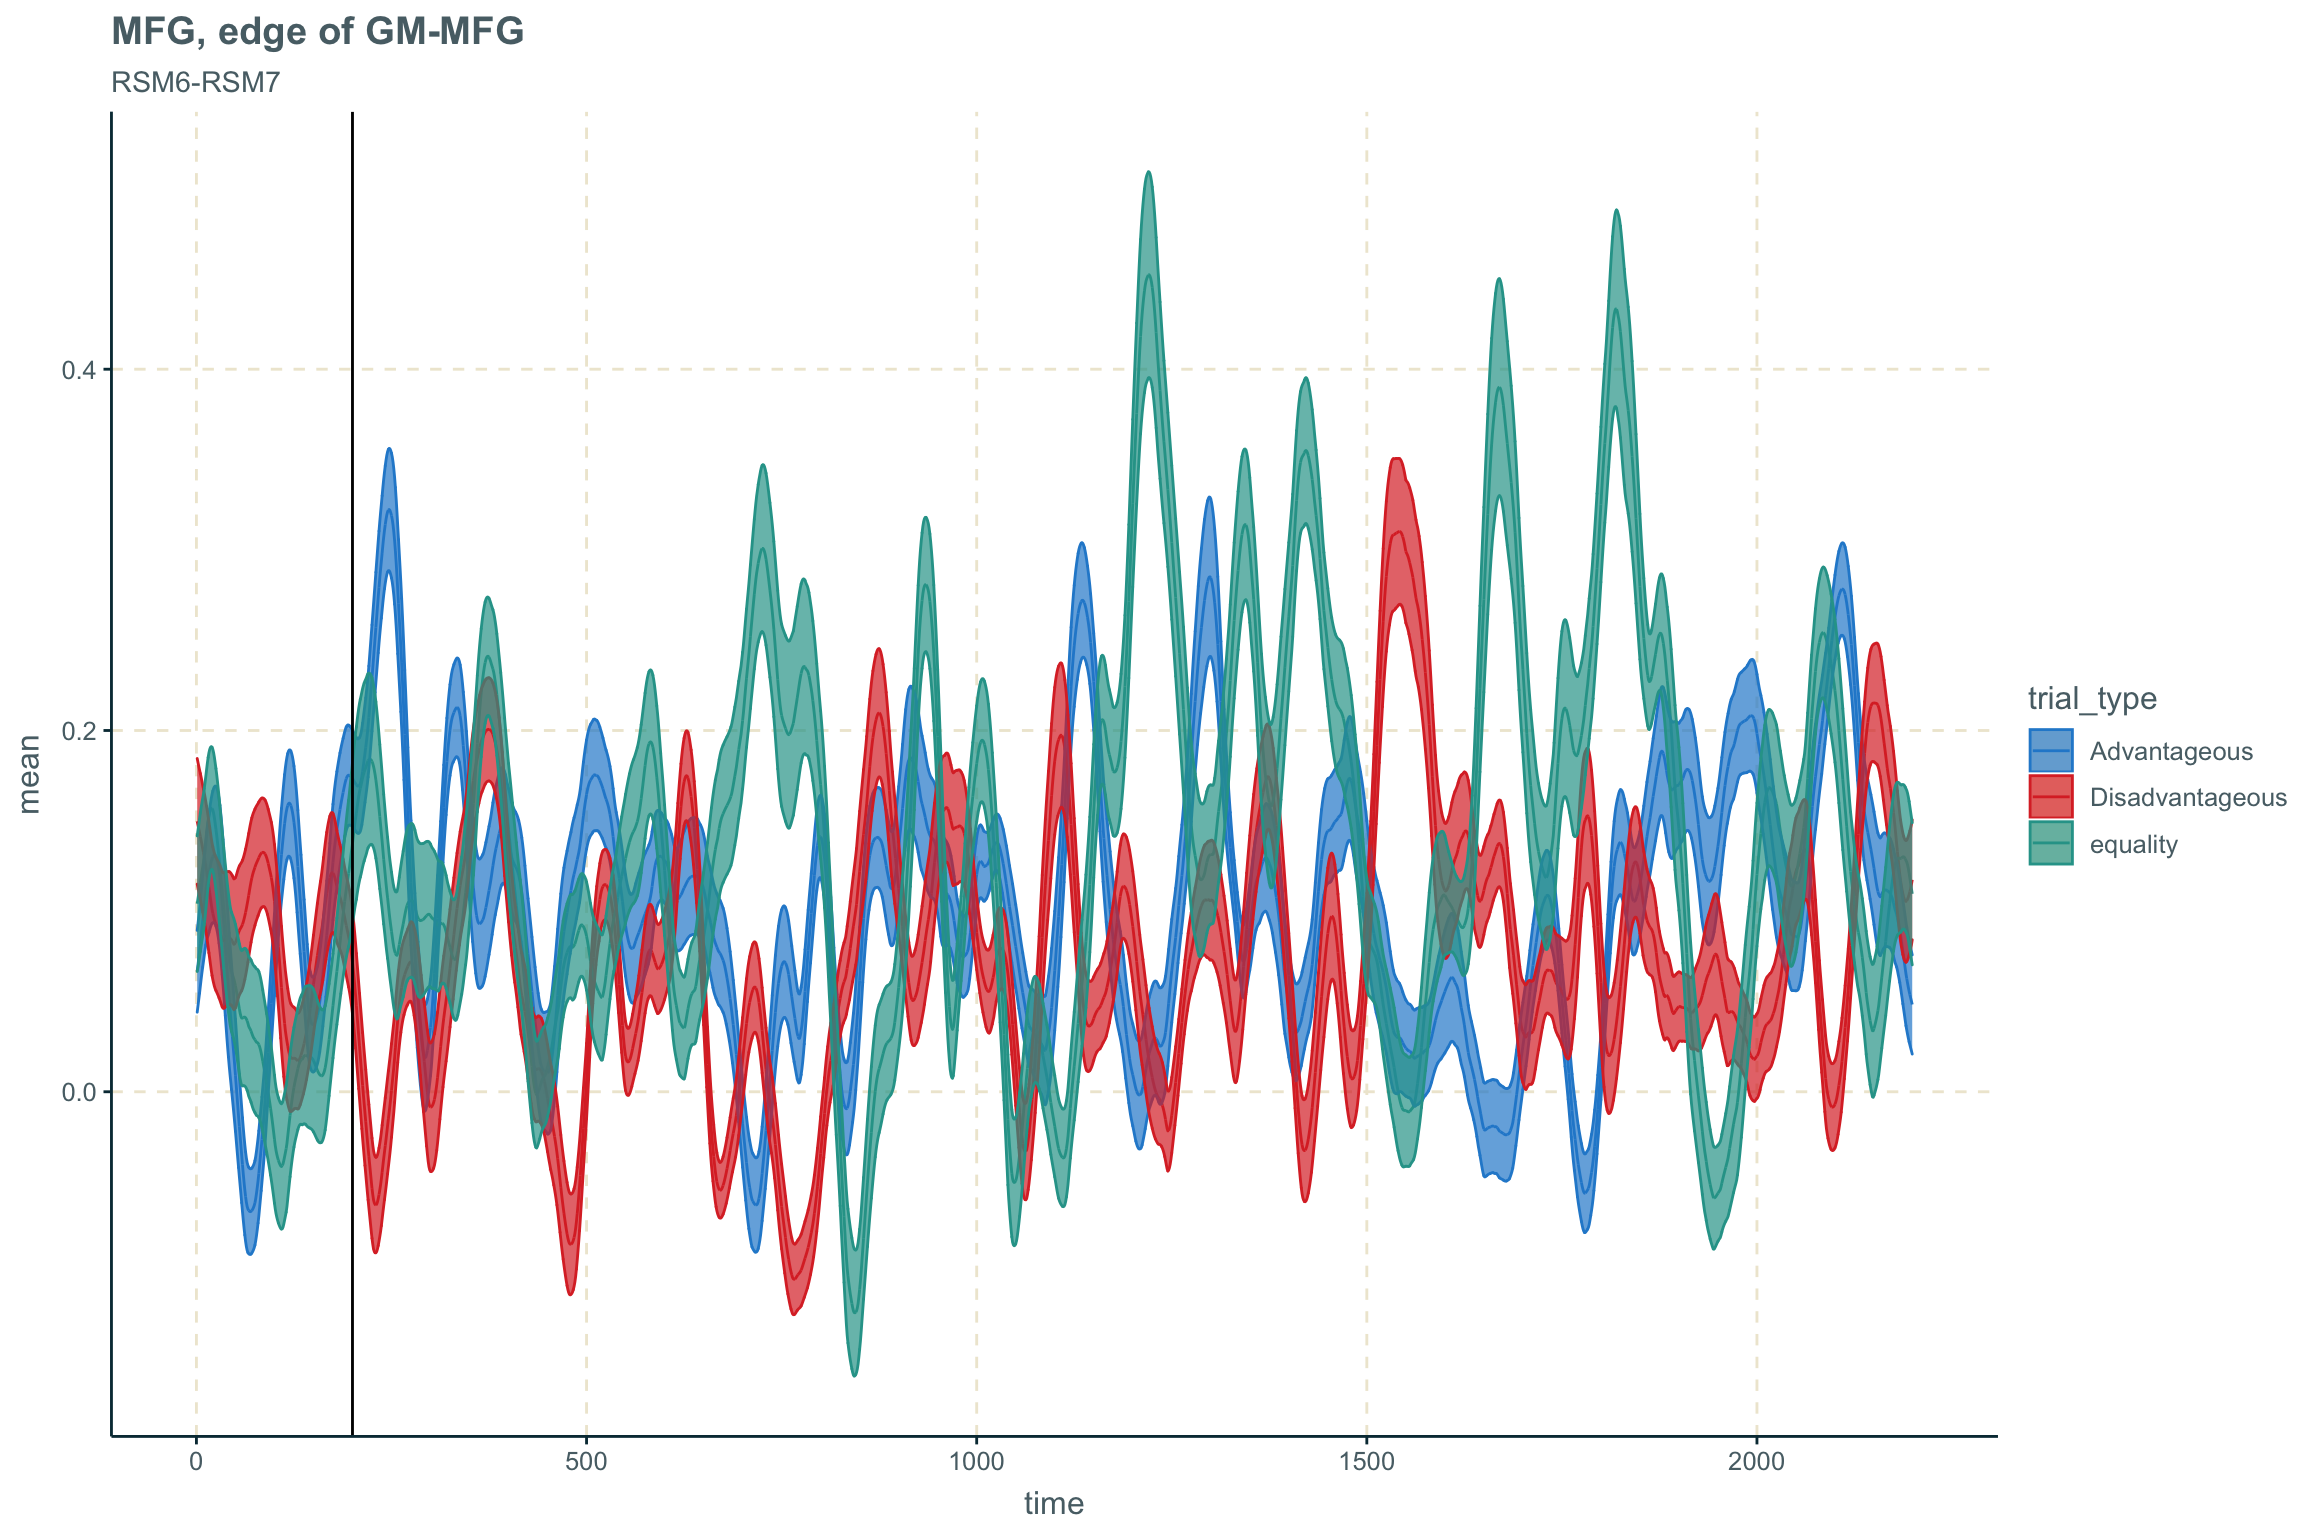 MFG, edge of GM-MFG
RSM6-RSM7
mean
0.4
0.2
0.0
0
500
1000
1500
2000
time
trial_type
Advantageous
Disadvantageous
equality